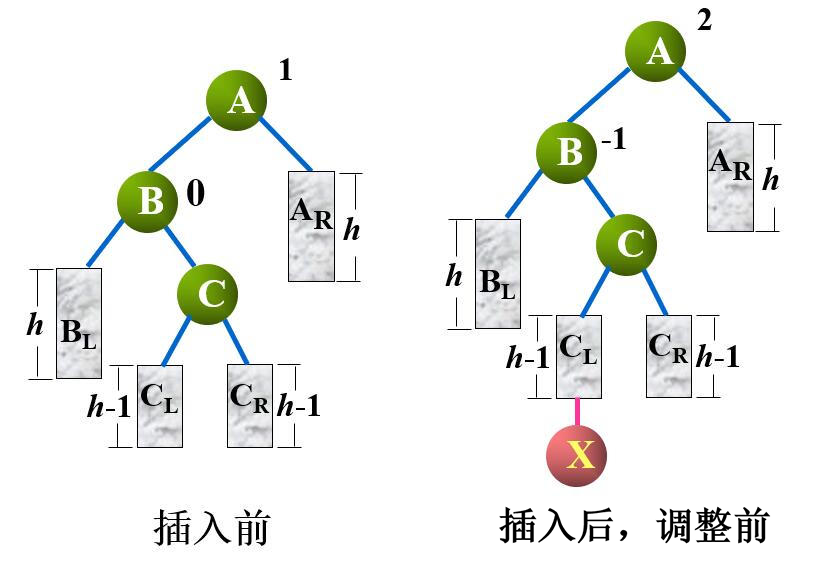 A 1
B 0
A_R h
C
h B_L
h-1 C_L C_R h-1
插入前
A 2
B -1
A_R h
C
h B_L
h-1 C_L C_R h-1
X
插入后，调整前